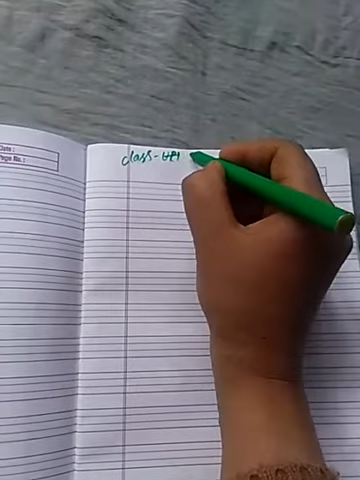 Date :
Page No. :
class-